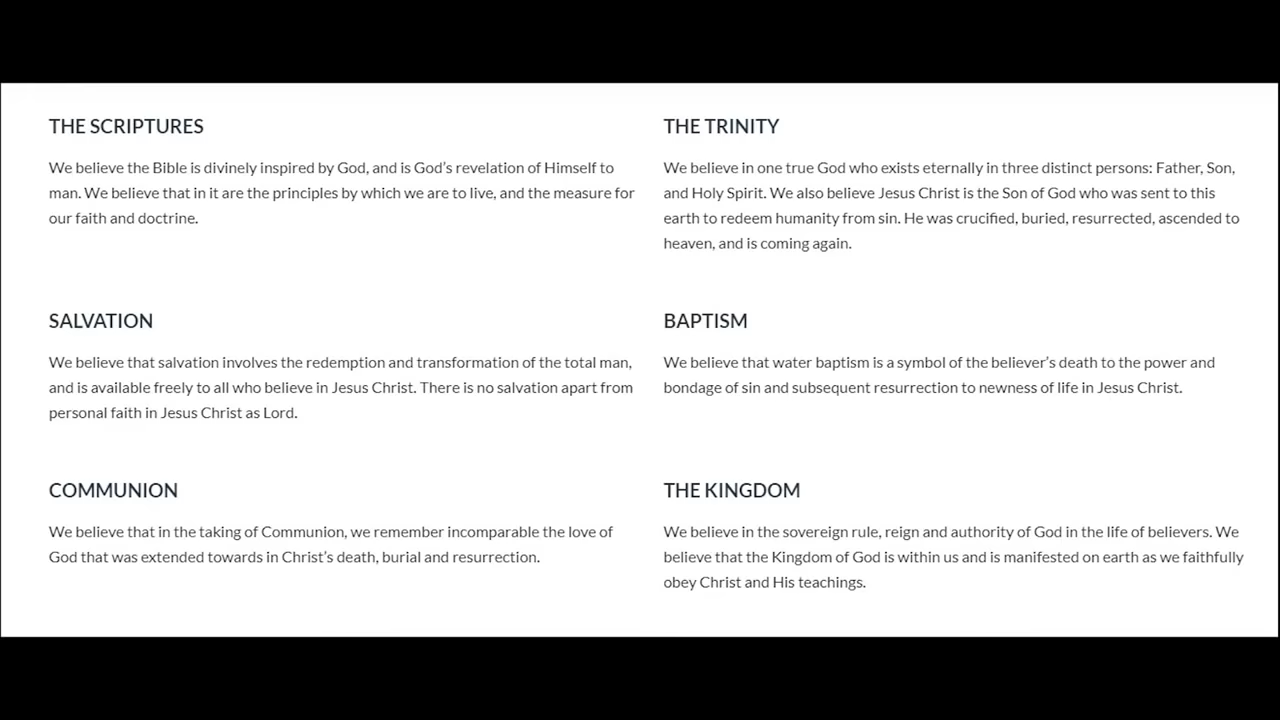 THE SCRIPTURES
We believe the Bible is divinely inspired by God, and is God’s revelation of Himself to
man. We believe that in it are the principles by which we are to live, and the measure for
our faith and doctrine.
THE TRINITY
We believe in one true God who exists eternally in three distinct persons: Father, Son,
and Holy Spirit. We also believe Jesus Christ is the Son of God who was sent to this
earth to redeem humanity from sin. He was crucified, buried, resurrected, ascended to
heaven, and is coming again.
SALVATION
We believe that salvation involves the redemption and transformation of the total man,
and is available freely to all who believe in Jesus Christ. There is no salvation apart from
personal faith in Jesus Christ as Lord.
BAPTISM
We believe that water baptism is a symbol of the believer’s death to the power and
bondage of sin and subsequent resurrection to newness of life in Jesus Christ.
COMMUNION
We believe that in the taking of Communion, we remember incomparable the love of
God that was extended towards in Christ’s death, burial and resurrection.
THE KINGDOM
We believe in the sovereign rule, reign and authority of God in the life of believers. We
believe that the Kingdom of God is within us and is manifested on earth as we faithfully
obey Christ and His teachings.